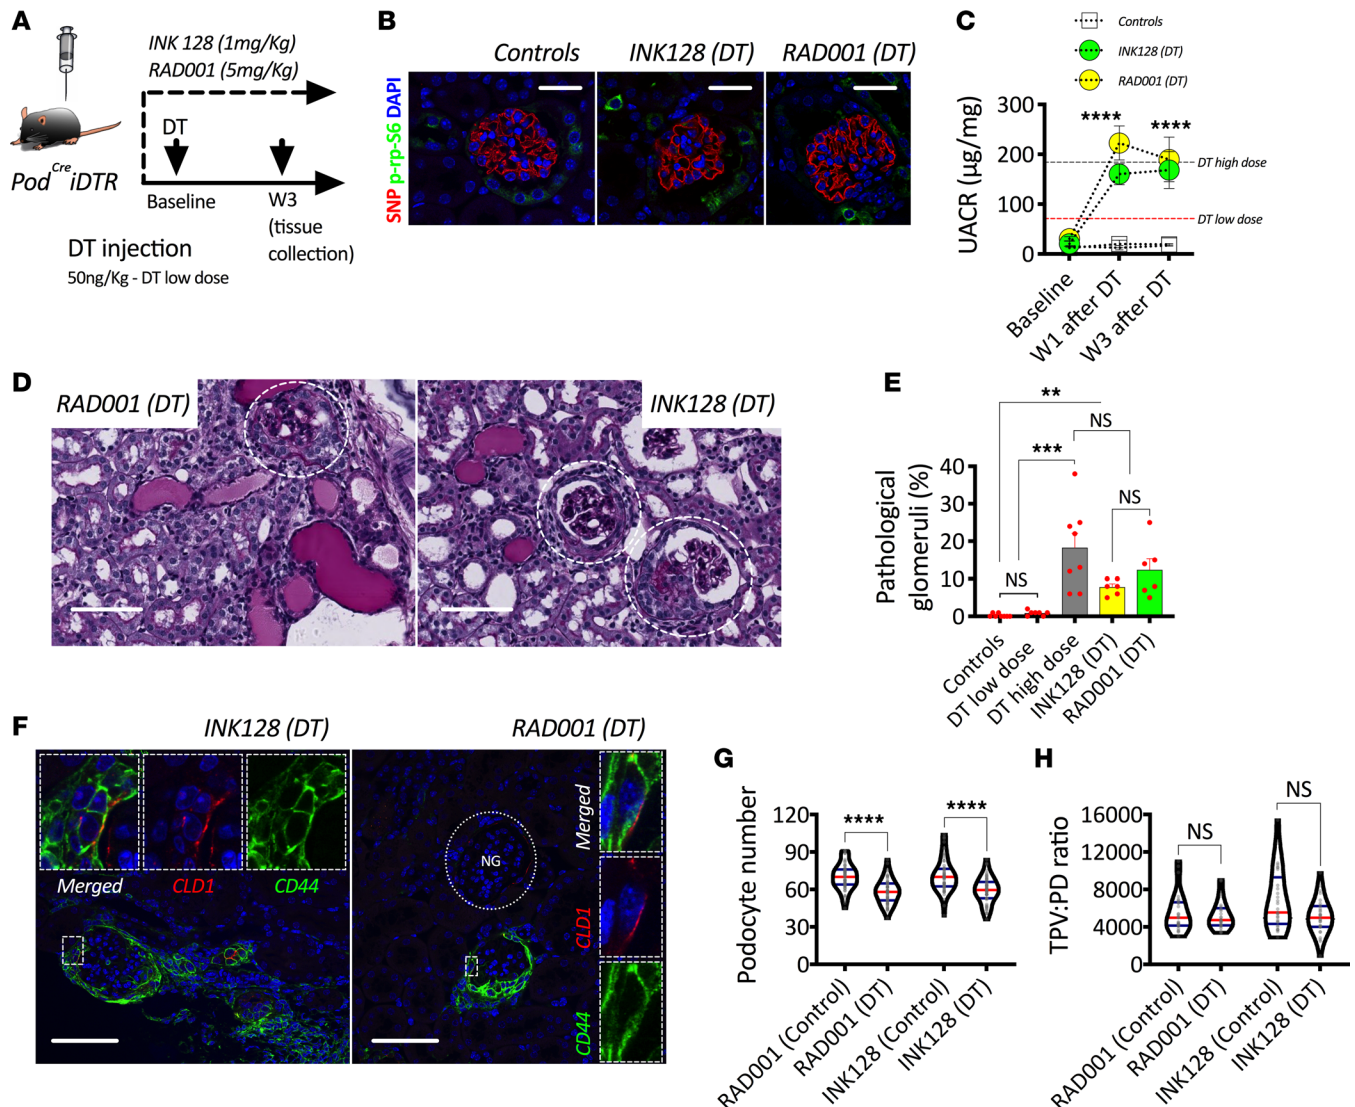 A
INK 128 (1mg/Kg)
RAD001 (5mg/Kg)
DT
Pod Cre iDTR
Baseline
W3
(tissue
collection)
DT injection
50ng/Kg - DT low dose
B
Controls
INK128 (DT)
RAD001 (DT)
SNP p-rp-S6 DAPI
C
Controls
INK128 (DT)
RAD001 (DT)
UACR (µg/mg)
300
200
100
0
****
****
DT high dose
DT low dose
Baseline
W1 after DT
W3 after DT
D
RAD001 (DT)
INK128 (DT)
E
Pathological
glomeruli (%)
40
30
20
10
0
**
***
NS
NS
NS
Controls
DT low dose
DT high dose
INK128 (DT)
RAD001 (DT)
F
INK128 (DT)
RAD001 (DT)
Merged
CLD1
CD44
NG
Merged
CLD1
CD44
G
Podocyte number
120
90
60
30
0
****
****
RAD001 (Control)
RAD001 (DT)
INK128 (Control)
INK128 (DT)
H
TPV:PD ratio
16000
12000
8000
4000
0
NS
NS
RAD001 (Control)
RAD001 (DT)
INK128 (Control)
INK128 (DT)